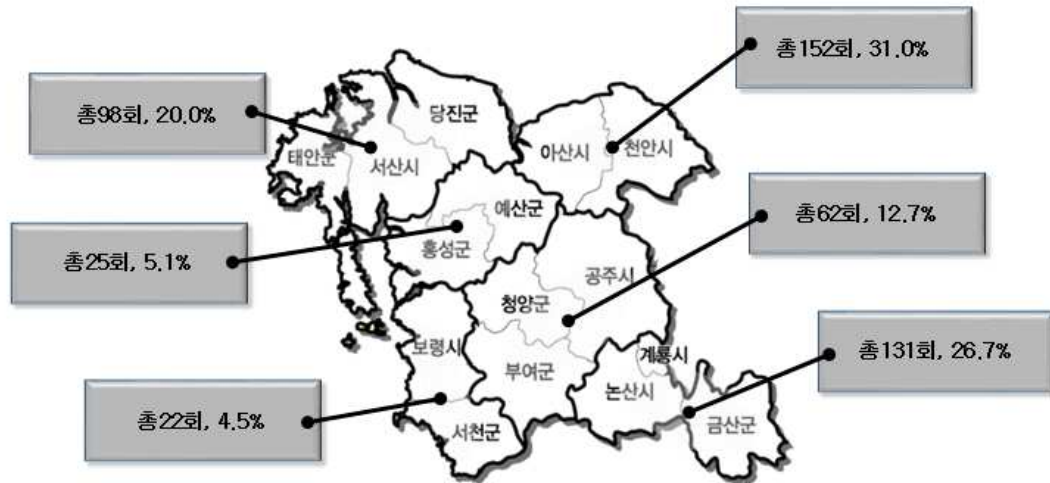 총152회, 31.0%
총98회, 20.0%
당진군
아산시
천안시
태안군
서산시
예산군
총62회, 12.7%
총25회, 5.1%
홍성군
공주시
청양군
보령시
계룡시
총131회, 26.7%
부여군
논산시
총22회, 4.5%
서천군
금산군